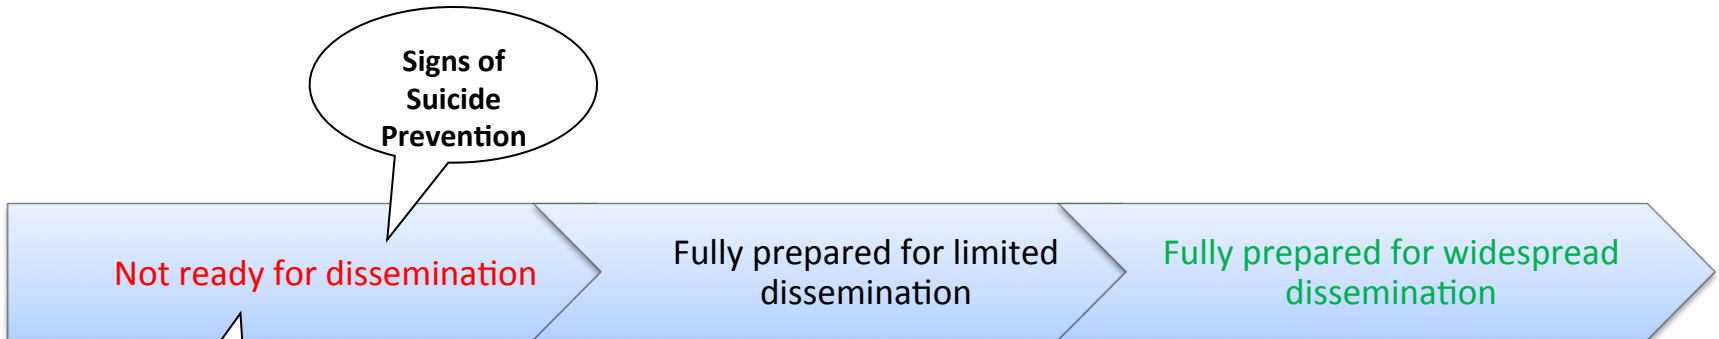 Signs of
Suicide
Prevention
Not ready for dissemination
Fully prepared for limited
dissemination
Fully prepared for widespread
dissemination